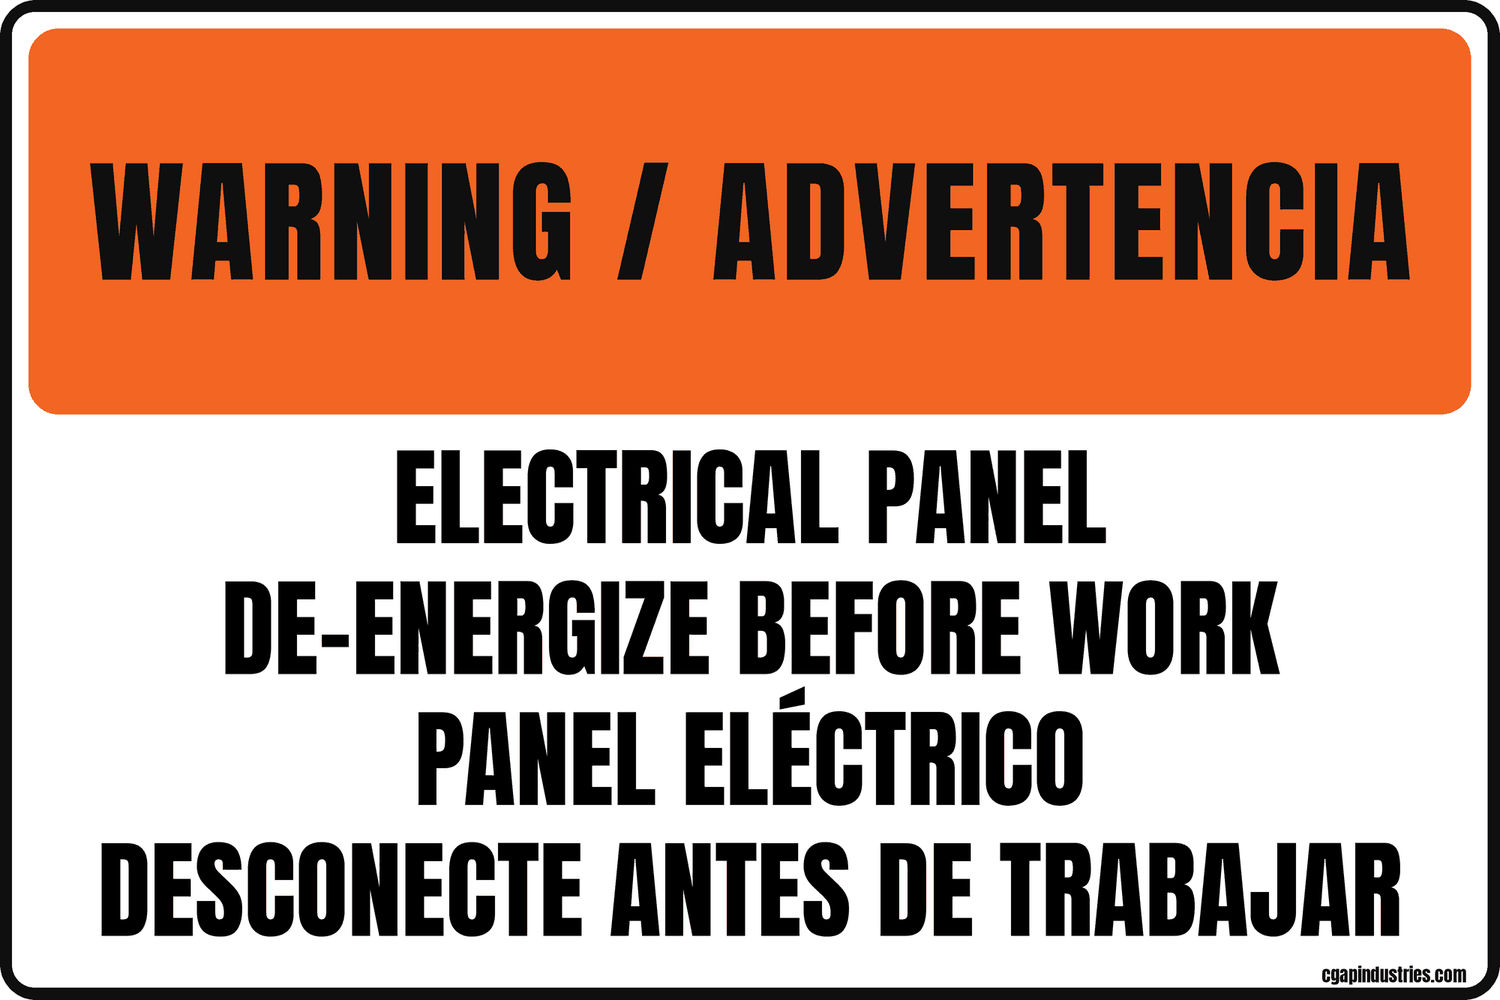 WARNING / ADVERTENCIA
ELECTRICAL PANEL
DE-ENERGIZE BEFORE WORK
PANEL ELÉCTRICO
DESCONECTE ANTES DE TRABAJAR
cgapindustries.com